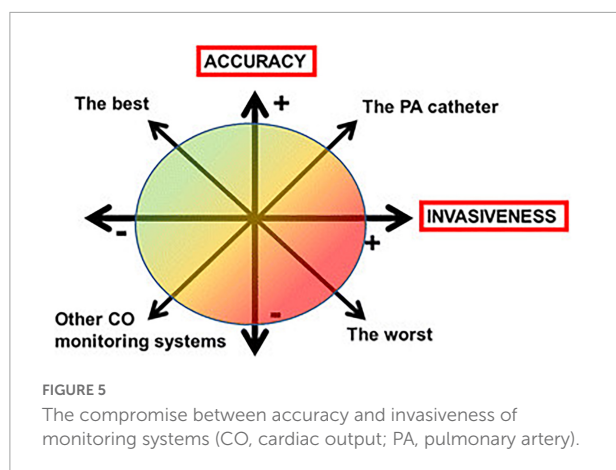 ACCURACY
The best
+
The PA catheter
-
INVASIVENESS
+
Other CO
monitoring systems
-
The worst
FIGURE 5
The compromise between accuracy and invasiveness of
monitoring systems (CO, cardiac output; PA, pulmonary artery).